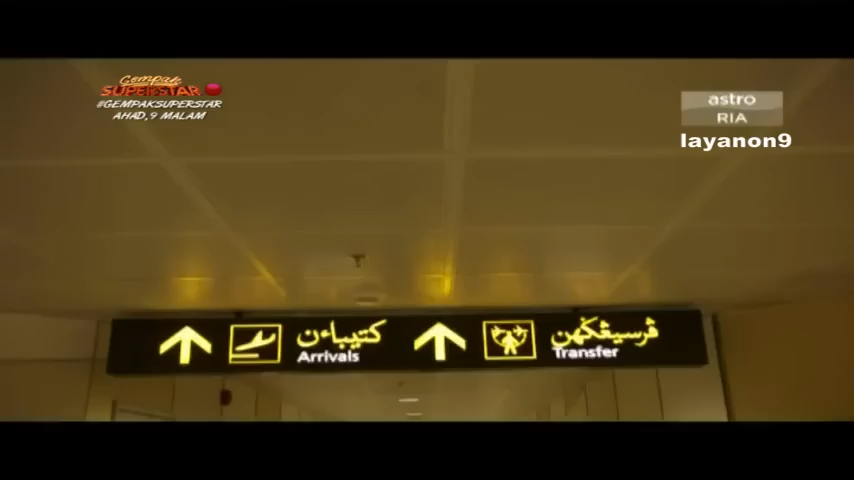 Gempak
SUPERSTAR
#GEMPAKSUPERSTAR
AHAD, 9 MALAM
astro
RIA
layanon9
كتيباءن
Arrivals
ڤرسيڠݢهن
Transfer